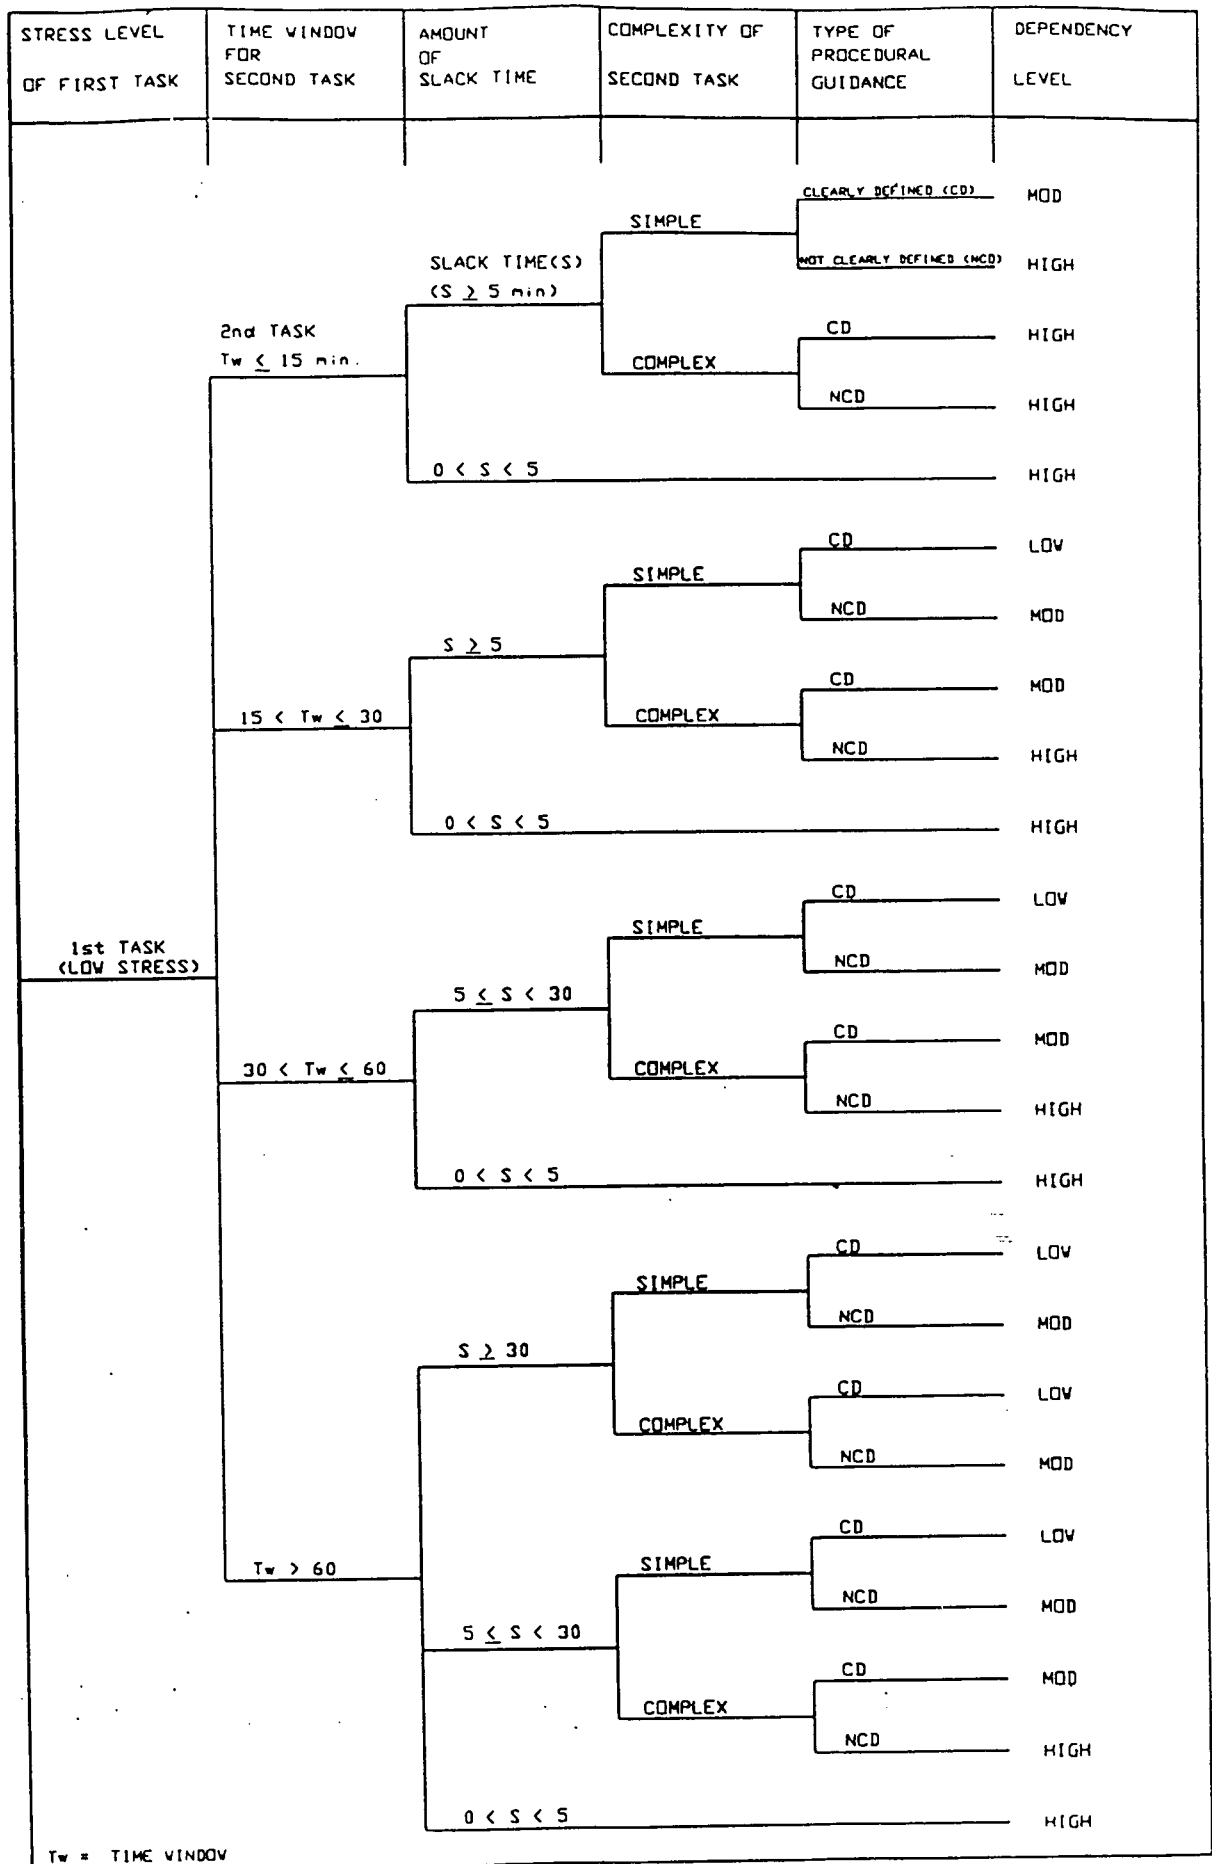 STRESS LEVEL
OF FIRST TASK
TIME WINDOW
FOR
SECOND TASK
AMOUNT
OF
SLACK TIME
COMPLEXITY OF
SECOND TASK
TYPE OF
PROCEDURAL
GUIDANCE
DEPENDENCY
LEVEL
CLEARLY DEFINED (CD)
MOD
SIMPLE
NOT CLEARLY DEFINED (NCD)
HIGH
SLACK TIME(S)
(S ≥ 5 min)
2nd TASK
Tw ≤ 15 min.
CD
HIGH
COMPLEX
NCD
HIGH
0 < S < 5
HIGH
CD
LOW
SIMPLE
NCD
MOD
S ≥ 5
CD
MOD
15 < Tw ≤ 30
COMPLEX
NCD
HIGH
0 < S < 5
HIGH
CD
LOW
SIMPLE
1st TASK
(LOW STRESS)
NCD
MOD
5 ≤ S < 30
CD
MOD
30 < Tw ≤ 60
COMPLEX
NCD
HIGH
0 < S < 5
HIGH
CD
LOW
SIMPLE
NCD
MOD
S ≥ 30
CD
LOW
COMPLEX
NCD
MOD
CD
LOW
Tw > 60
SIMPLE
NCD
MOD
5 ≤ S < 30
CD
MOD
COMPLEX
NCD
HIGH
0 < S < 5
HIGH
Tw = TIME WINDOW